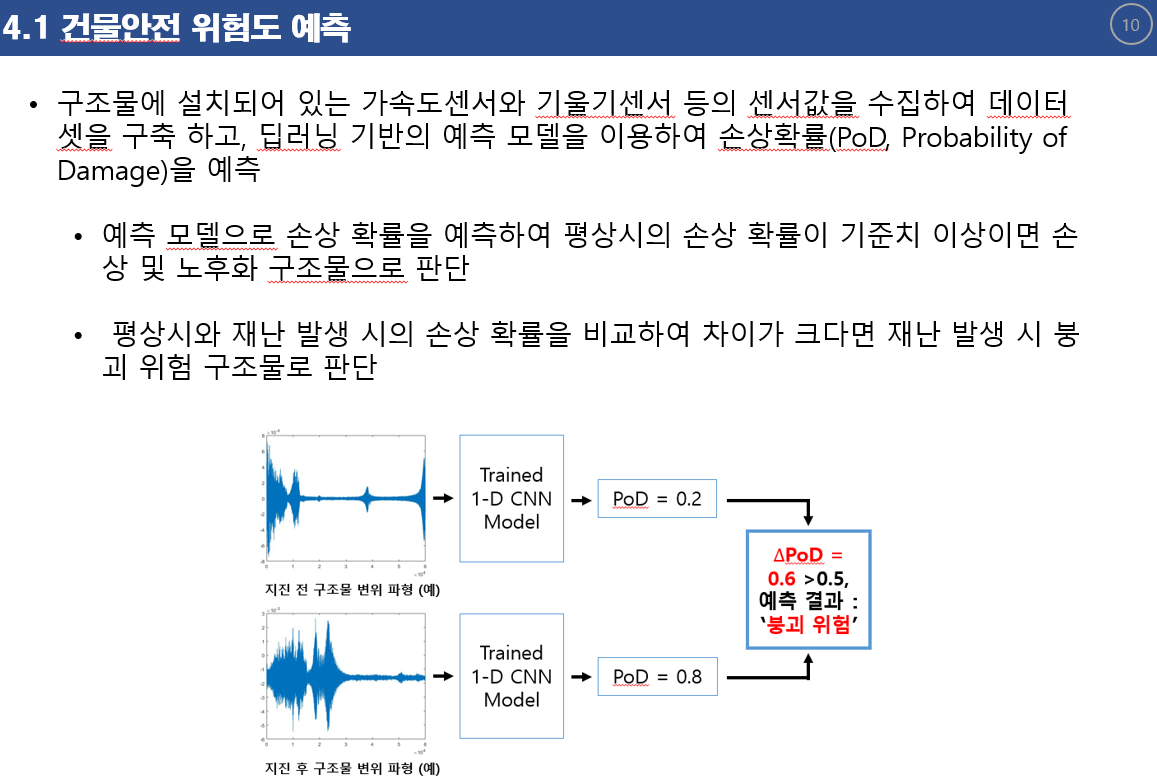 4.1 건물안전 위험도 예측
10
• 구조물에 설치되어 있는 가속도센서와 기울기센서 등의 센서값을 수집하여 데이터
셋을 구축 하고, 딥러닝 기반의 예측 모델을 이용하여 손상확률(PoD, Probability of
Damage)을 예측
• 예측 모델으로 손상 확률을 예측하여 평상시의 손상 확률이 기준치 이상이면 손
상 및 노후화 구조물으로 판단
• 평상시와 재난 발생 시의 손상 확률을 비교하여 차이가 크다면 재난 발생 시 붕
괴 위험 구조물로 판단
Trained
1-D CNN
Model
PoD = 0.2
지진 전 구조물 변위 파형 (예)
ΔPoD =
0.6 >0.5,
예측 결과 :
‘붕괴 위험’
Trained
1-D CNN
Model
PoD = 0.8
지진 후 구조물 변위 파형 (예)